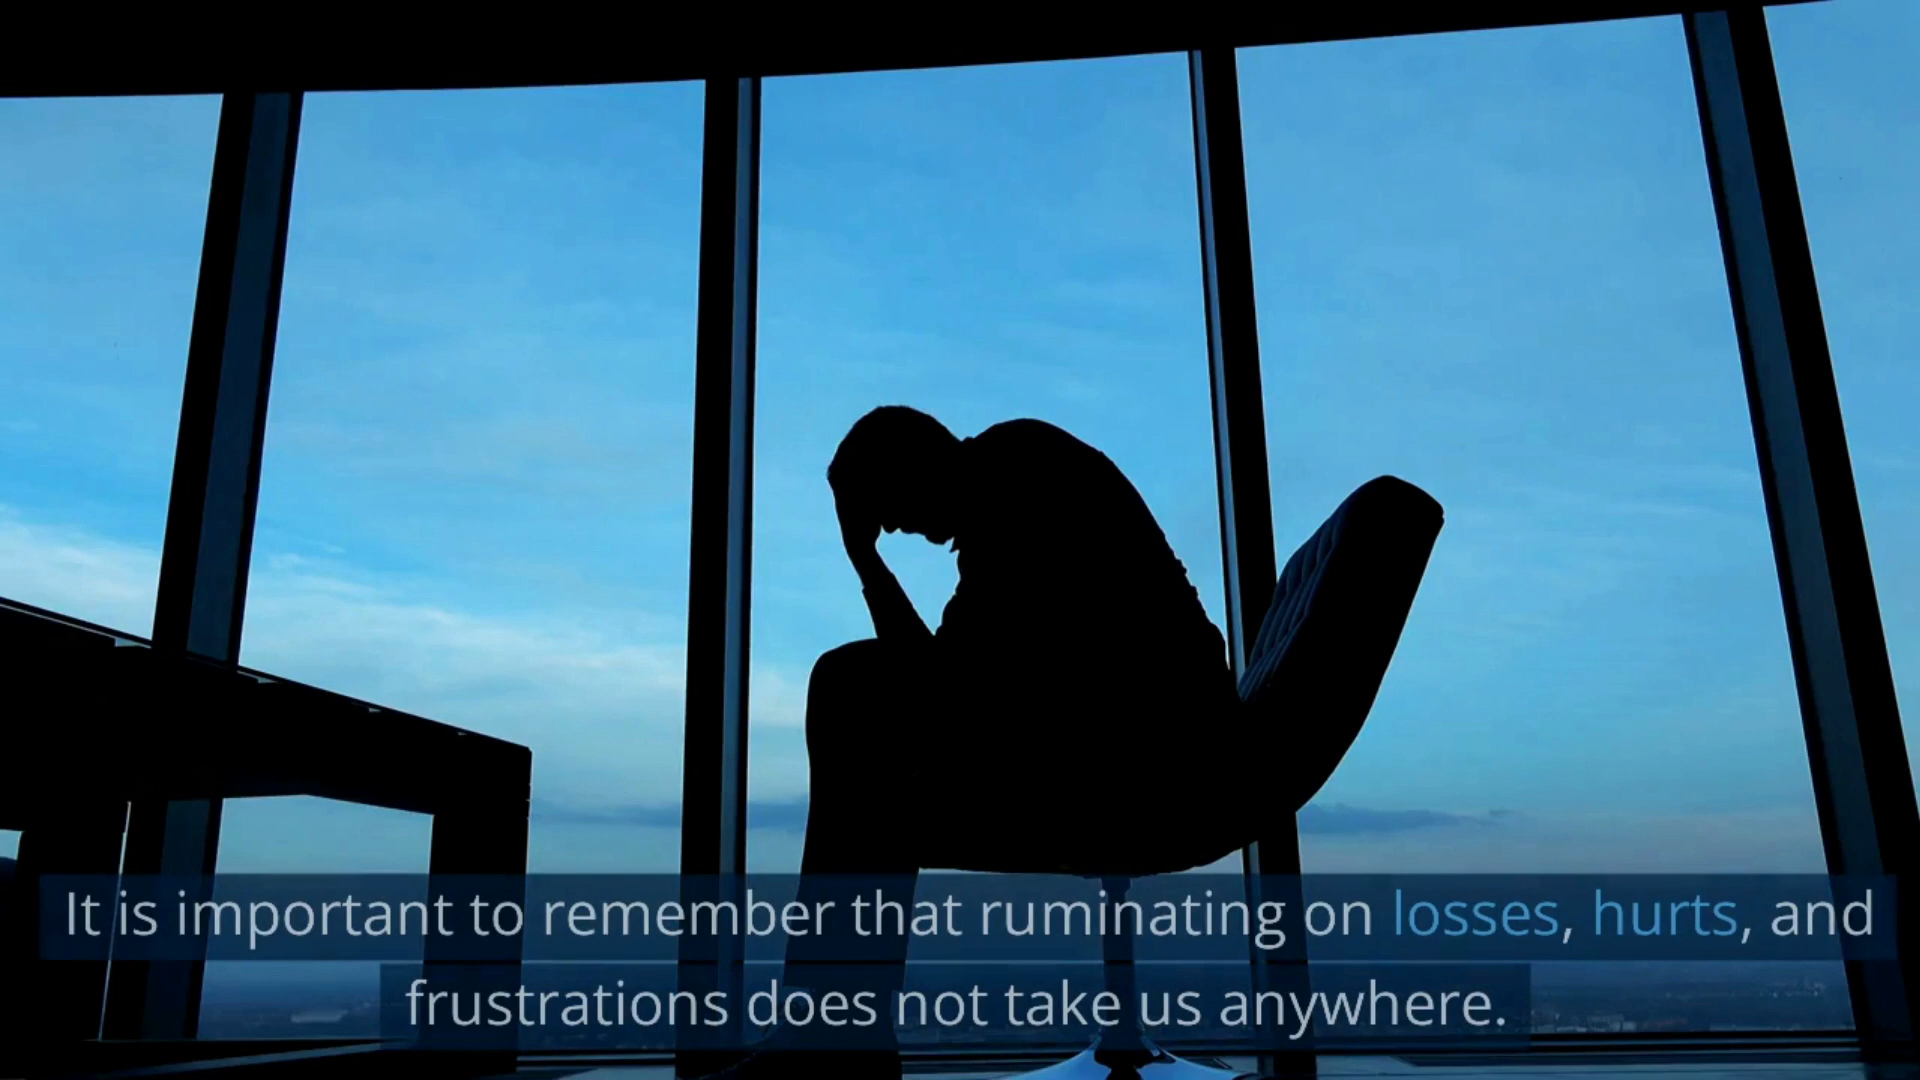 It is important to remember that ruminating on losses, hurts, and
frustrations does not take us anywhere.